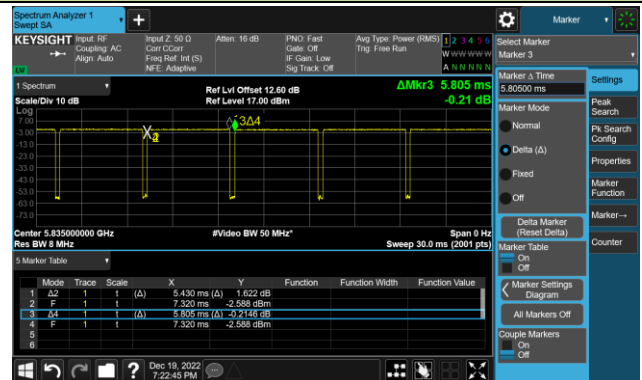 Spectrum Analyzer 1
Swept SA
Marker
KEYSIGHT Input: RF Input Z: 50 Ω Atten: 16 dB PNO: Fast Avg Type: Power (RMS) 1 2 3 4 5 6
Coupling: AC Corr CCorr Gate: Off Trig: Free Run W W W W W W
Align: Auto Freq Ref: Int (S) IF Gain: Low
NFE: Adaptive Sig Track: Off A N N N N N
Select Marker
Marker 3
1 Spectrum
Ref Lvl Offset 12.60 dB ΔMkr3 5.805 ms
Scale/Div 10 dB Ref Level 17.00 dBm -0.21 dB
Log
7.00
-3.00
-13.0
-23.0
-33.0
-43.0
-53.0
-63.0
-73.0
3Δ4
X 2
Center 5.835000000 GHz #Video BW 50 MHz* Span 0 Hz
Res BW 8 MHz Sweep 30.0 ms (2001 pts)
5 Marker Table
Mode Trace Scale X Y Function Function Width Function Value
1 Δ2 1 t (Δ) 5.430 ms (Δ) 1.622 dB
2 F 1 t 7.320 ms -2.588 dBm
3 Δ4 1 t (Δ) 5.805 ms (Δ) -0.2146 dB
4 F 1 t 7.320 ms -2.588 dBm
5
6
Marker Δ Time
5.80500 ms
Marker Mode
Normal
Delta (Δ)
Fixed
Off
Delta Marker
(Reset Delta)
Marker Table
On
Off
Marker Settings
Diagram
All Markers Off
Couple Markers
On
Off
Settings
Peak
Search
Pk Search
Config
Properties
Marker
Function
Marker→
Counter
? Dec 19, 2022
7:22:45 PM